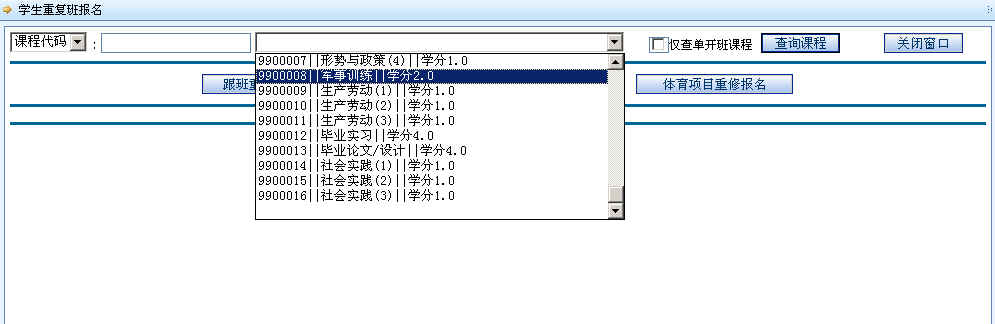 学生重复班报名
课程代码 : 仅查单开班课程 查询课程 关闭窗口
9900007||形势与政策(4)||学分1.0
9900008||军事训练||学分2.0
跟班重 体育项目重修报名
9900009||生产劳动(1)||学分1.0
9900010||生产劳动(2)||学分1.0
9900011||生产劳动(3)||学分1.0
9900012||毕业实习||学分4.0
9900013||毕业论文/设计||学分4.0
9900014||社会实践(1)||学分1.0
9900015||社会实践(2)||学分1.0
9900016||社会实践(3)||学分1.0